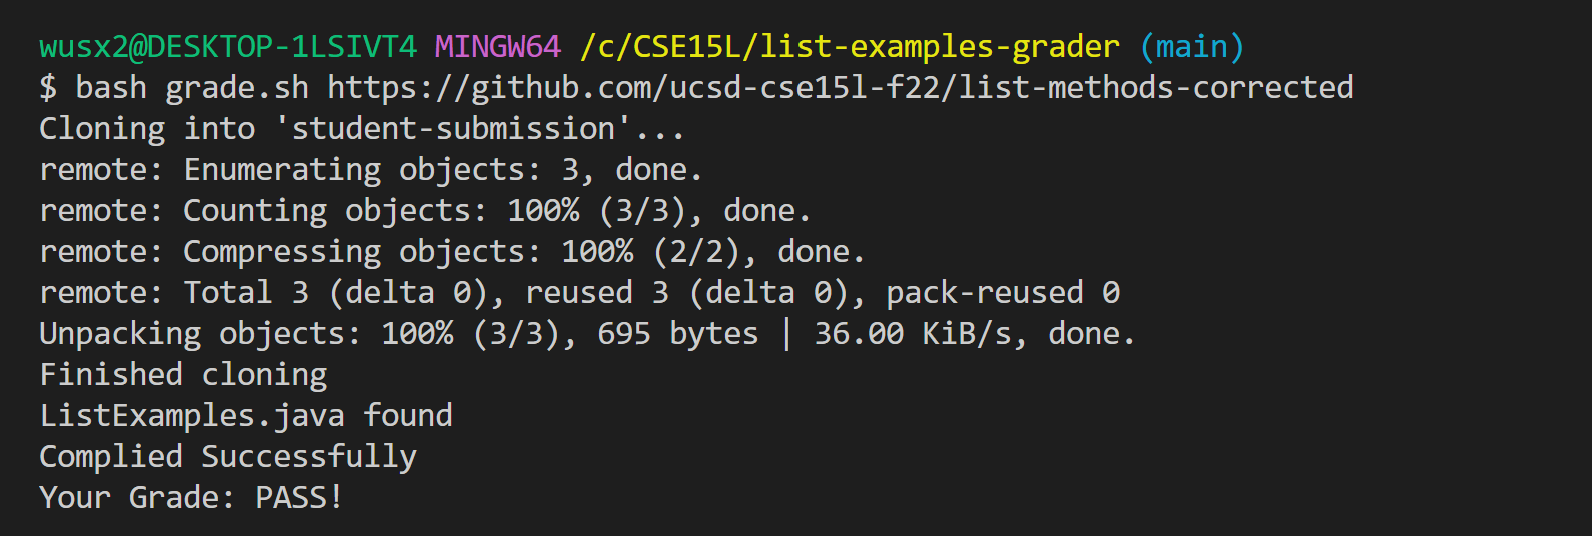 wusx2@DESKTOP-1LSIVT4 MINGW64 /c/CSE15L/list-examples-grader (main)
$ bash grade.sh https://github.com/ucsd-cse15l-f22/list-methods-corrected
Cloning into 'student-submission'...
remote: Enumerating objects: 3, done.
remote: Counting objects: 100% (3/3), done.
remote: Compressing objects: 100% (2/2), done.
remote: Total 3 (delta 0), reused 3 (delta 0), pack-reused 0
Unpacking objects: 100% (3/3), 695 bytes | 36.00 KiB/s, done.
Finished cloning
ListExamples.java found
Complied Successfully
Your Grade: PASS!